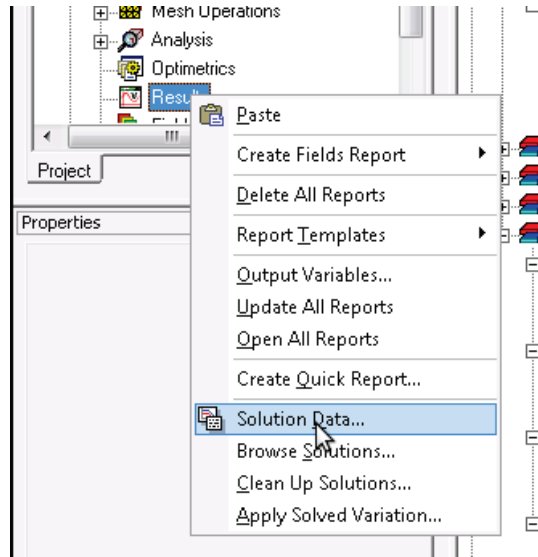 Mesh Operations
Analysis
Optimetrics
Paste
Create Fields Report
Project
Delete All Reports
Properties
Report Templates
Output Variables...
Update All Reports
Open All Reports
Create Quick Report...
Solution Data...
Browse Solutions...
Clean Up Solutions...
Apply Solved Variation...